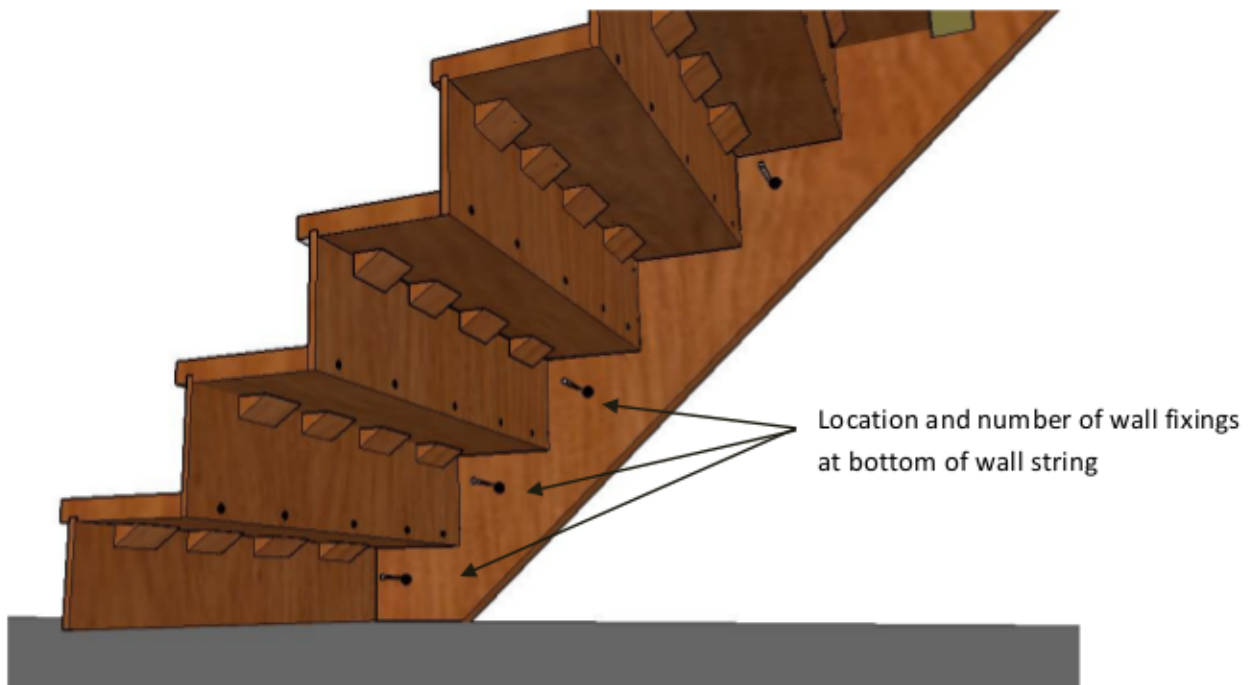 Location and number of wall fixings
at bottom of wall string